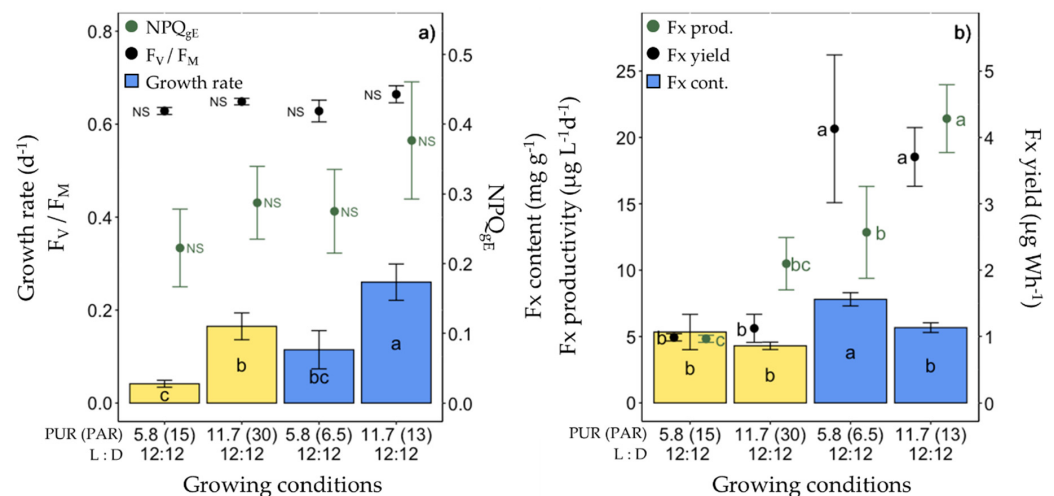 a)
NPQgE
FV / FM
Growth rate
0.8
0.6
0.4
0.2
0.0
Growth rate (d-1)
FV / FM
0.5
0.4
0.3
0.2
0.1
0.0
NPQgE
NS
NS
NS
NS
NS
NS
NS
NS
c
b
bc
a
PUR (PAR) 5.8 (15) 11.7 (30) 5.8 (6.5) 11.7 (13)
L : D 12:12 12:12 12:12 12:12
Growing conditions
b)
Fx prod.
Fx yield
Fx cont.
25
20
15
10
5
0
Fx content (mg g-1)
Fx productivity (µg L-1d-1)
5
4
3
2
1
0
Fx yield (µg Wh-1)
a
a
a
b
bc
b
c
b
b
b
a
b
5.8 (15) 11.7 (30) 5.8 (6.5) 11.7 (13)
12:12 12:12 12:12 12:12
Growing conditions